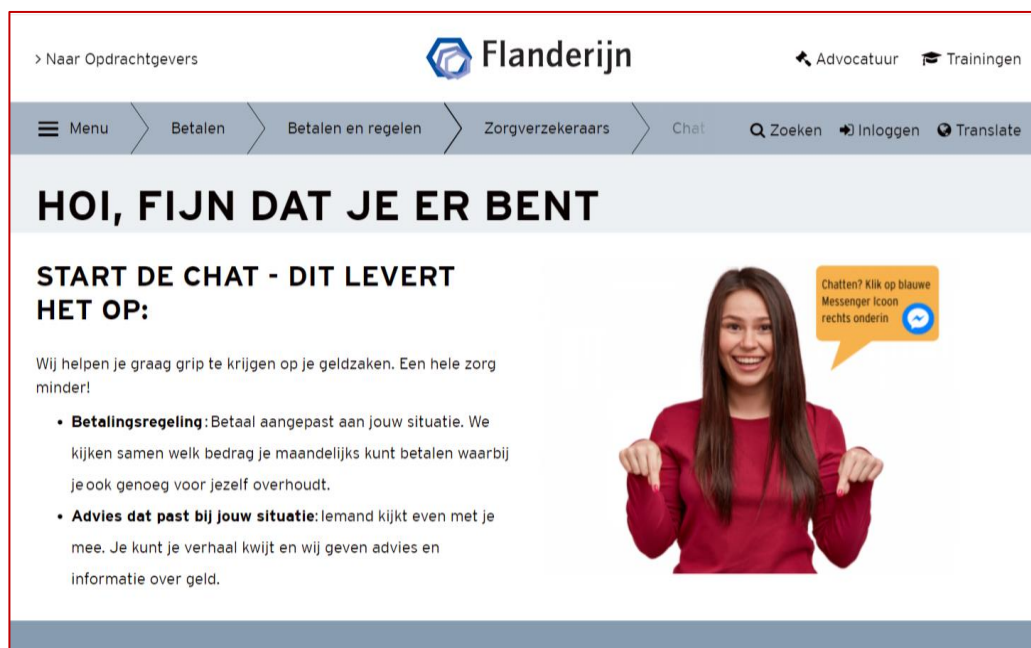 > Naar Opdrachtgevers
Flanderijn
Advocatuur
Trainingen
Menu
Betalen
Betalen en regelen
Zorgverzekeraars
Chat
Zoeken
Inloggen
Translate
HOI, FIJN DAT JE ER BENT
START DE CHAT - DIT LEVERT
HET OP:
Wij helpen je graag grip te krijgen op je geldzaken. Een hele zorg
minder!
• Betalingsregeling: Betaal aangepast aan jouw situatie. We
kijken samen welk bedrag je maandelijks kunt betalen waarbij
je ook genoeg voor jezelf overhoudt.
• Advies dat past bij jouw situatie: Iemand kijkt even met je
mee. Je kunt je verhaal kwijt en wij geven advies en
informatie over geld.
Chatten? Klik op blauwe
Messenger Icoon
rechts onderin